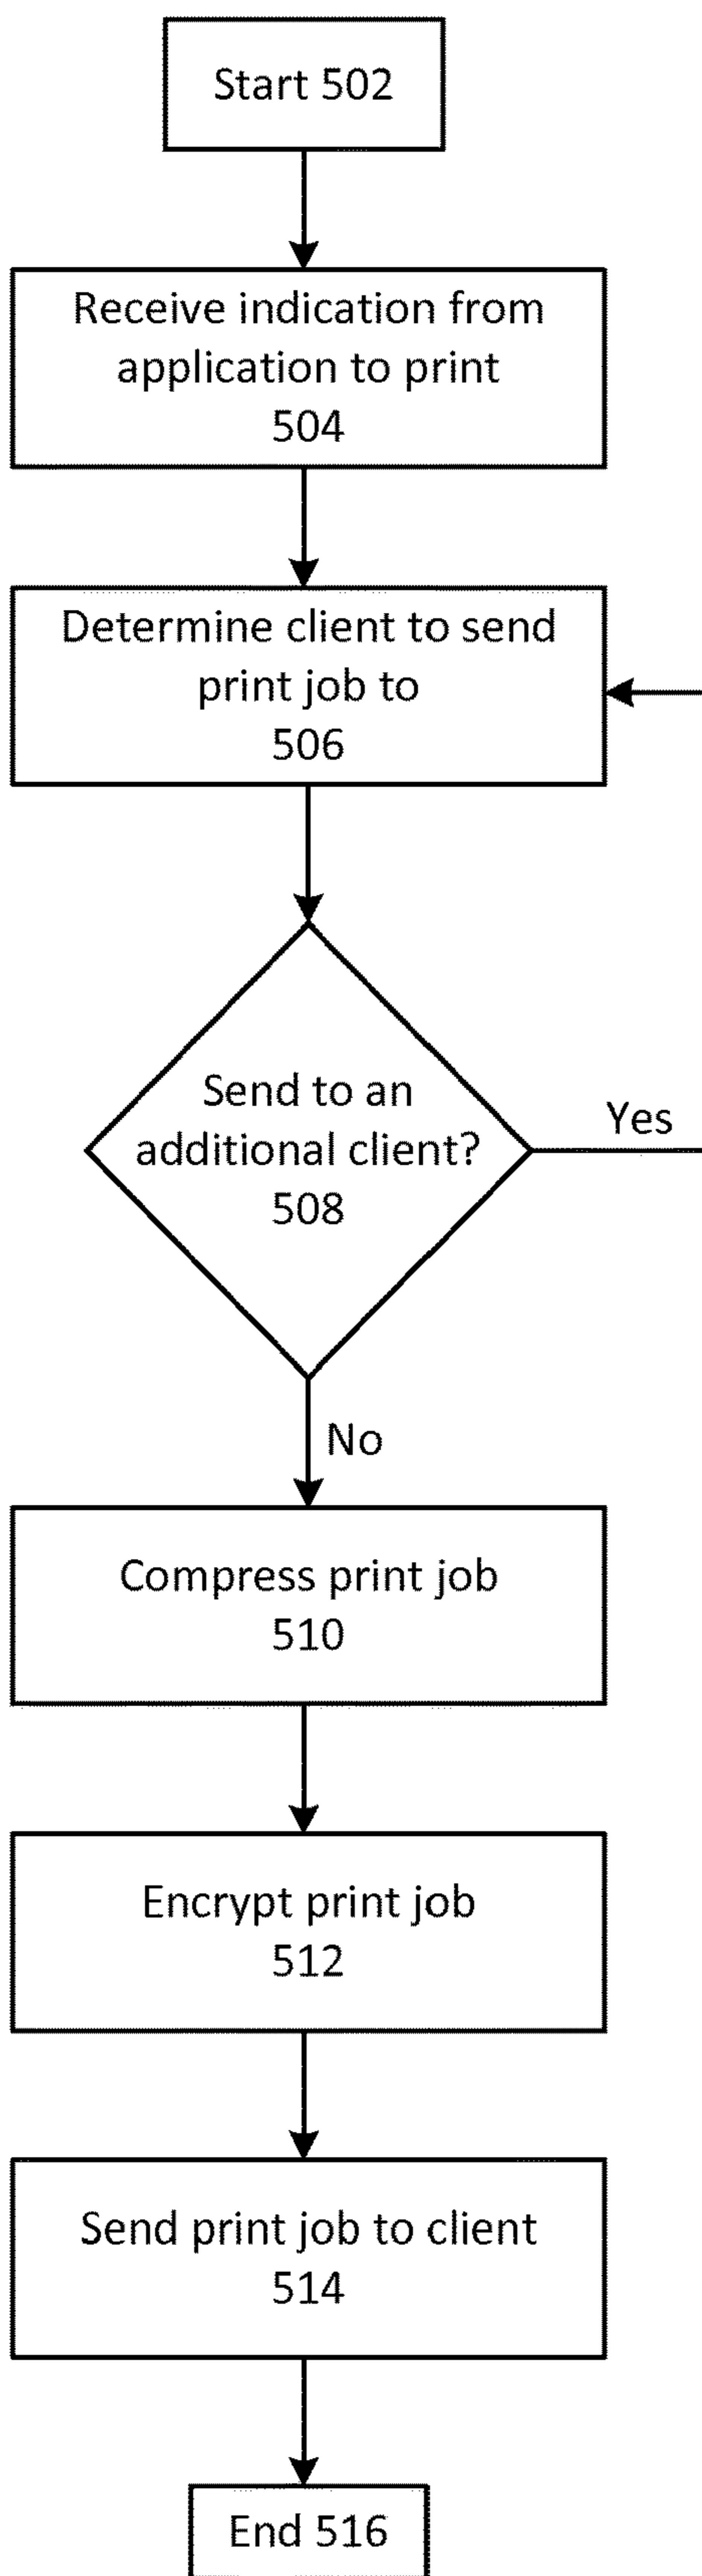 Start 502
Receive indication from
application to print
504
Determine client to send
print job to
506
Send to an
additional client?
508
Yes
No
Compress print job
510
Encrypt print job
512
Send print job to client
514
End 516